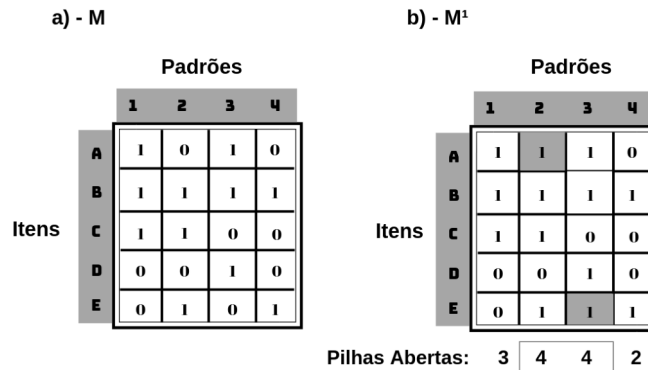 a) - M
Padrões
1 2 3 4
A 1 0 1 0
B 1 1 1 1
Itens
C 1 1 0 0
D 0 0 1 0
E 0 1 0 1
b) - M¹
Padrões
1 2 3 4
A 1 1 1 0
B 1 1 1 1
Itens
C 1 1 0 0
D 0 0 1 0
E 0 1 1 1
Pilhas Abertas: 3 4 4 2